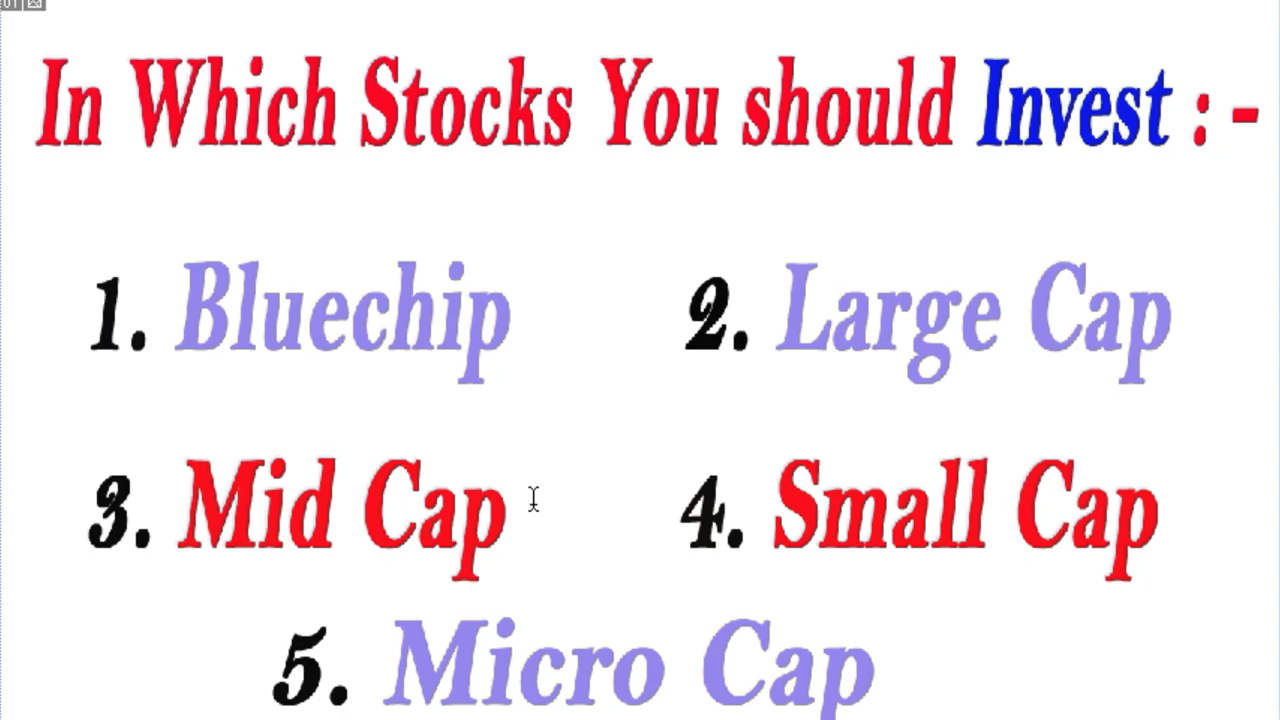 In Which Stocks You should Invest : -
1. Bluechip 2. Large Cap
3. Mid Cap 4. Small Cap
5. Micro Cap